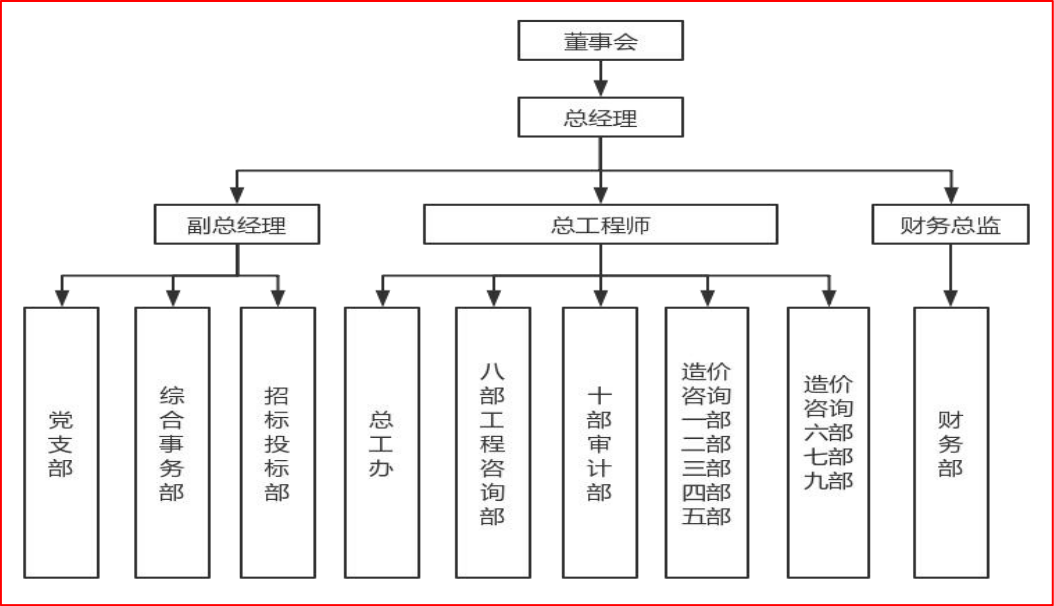 董事会
总经理
副总经理
总工程师
财务总监
党支部
综合事务部
招标投标部
总工办
八部工程咨询部
十部审计部
造价
咨询
一部
二部
三部
四部
五部
造价
咨询
六部
七部
九部
财务部